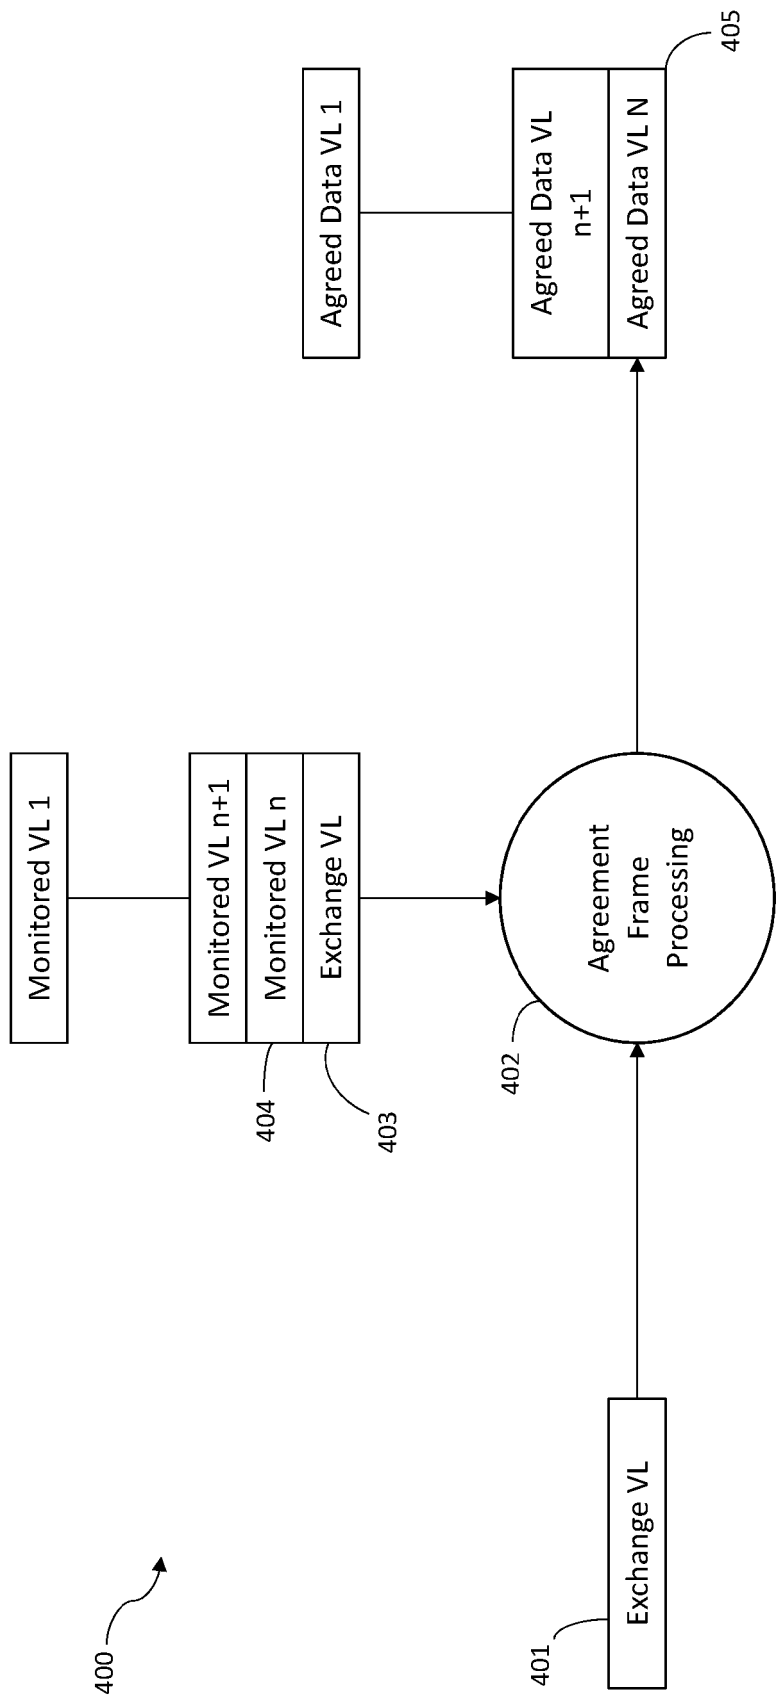 400
Monitored VL 1
Monitored VL n+1
Monitored VL n
Exchange VL
404
403
Agreed Data VL 1
Agreed Data VL
n+1
Agreed Data VL N
405
402
Agreement
Frame
Processing
401
Exchange VL